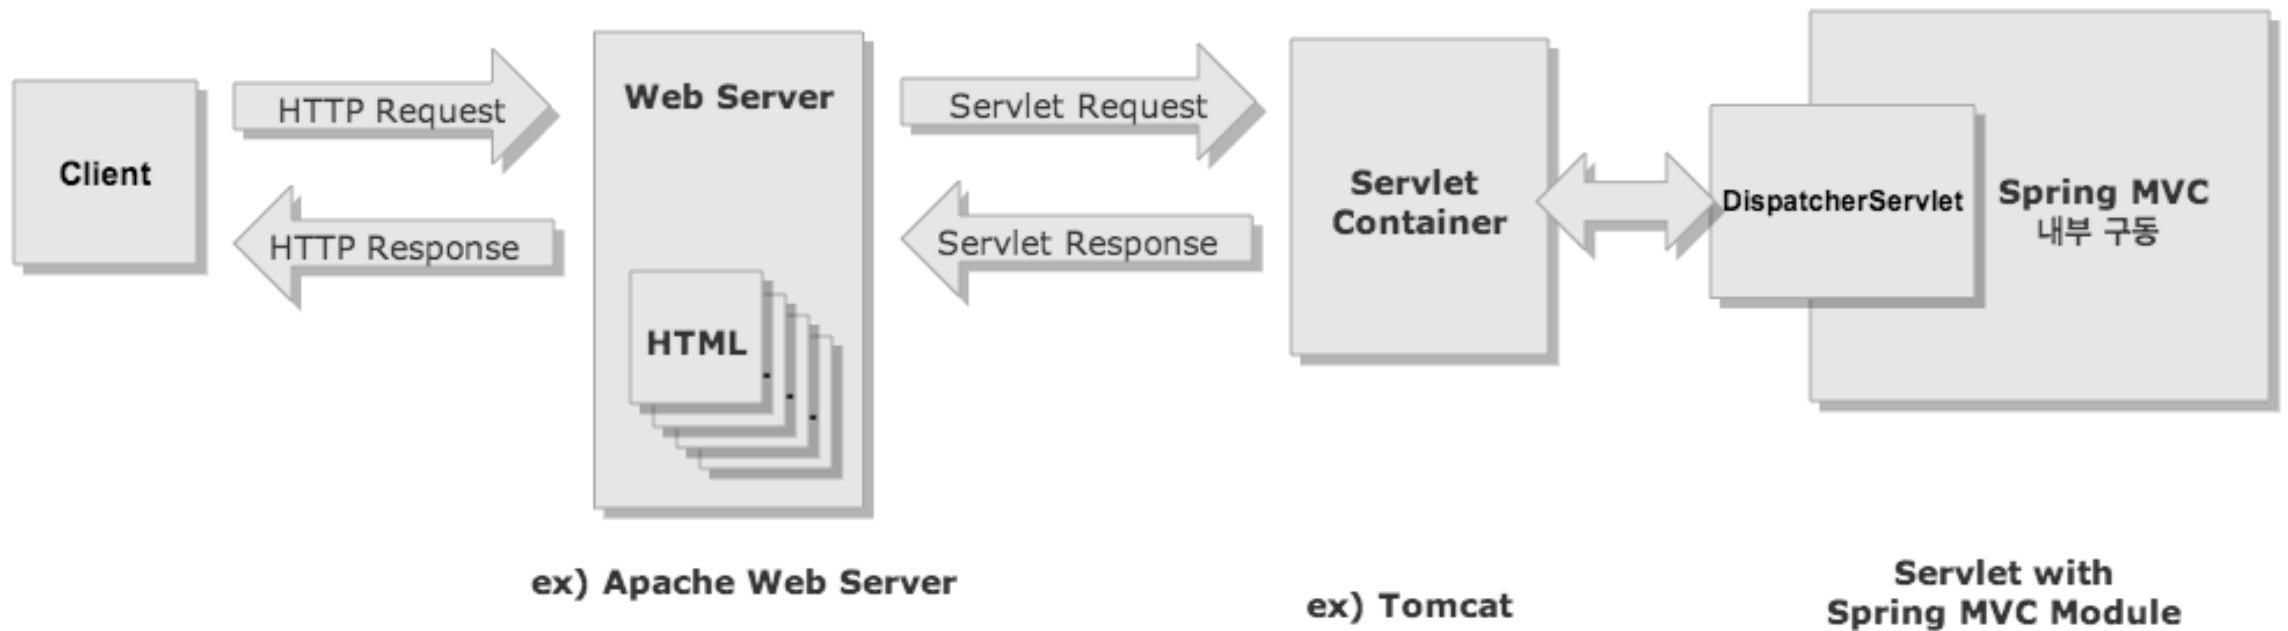 Client
HTTP Request
HTTP Response
Web Server
HTML
.
.
.
Servlet Request
Servlet Response
Servlet
Container
DispatcherServlet
Spring MVC
내부 구동
ex) Apache Web Server
ex) Tomcat
Servlet with
Spring MVC Module